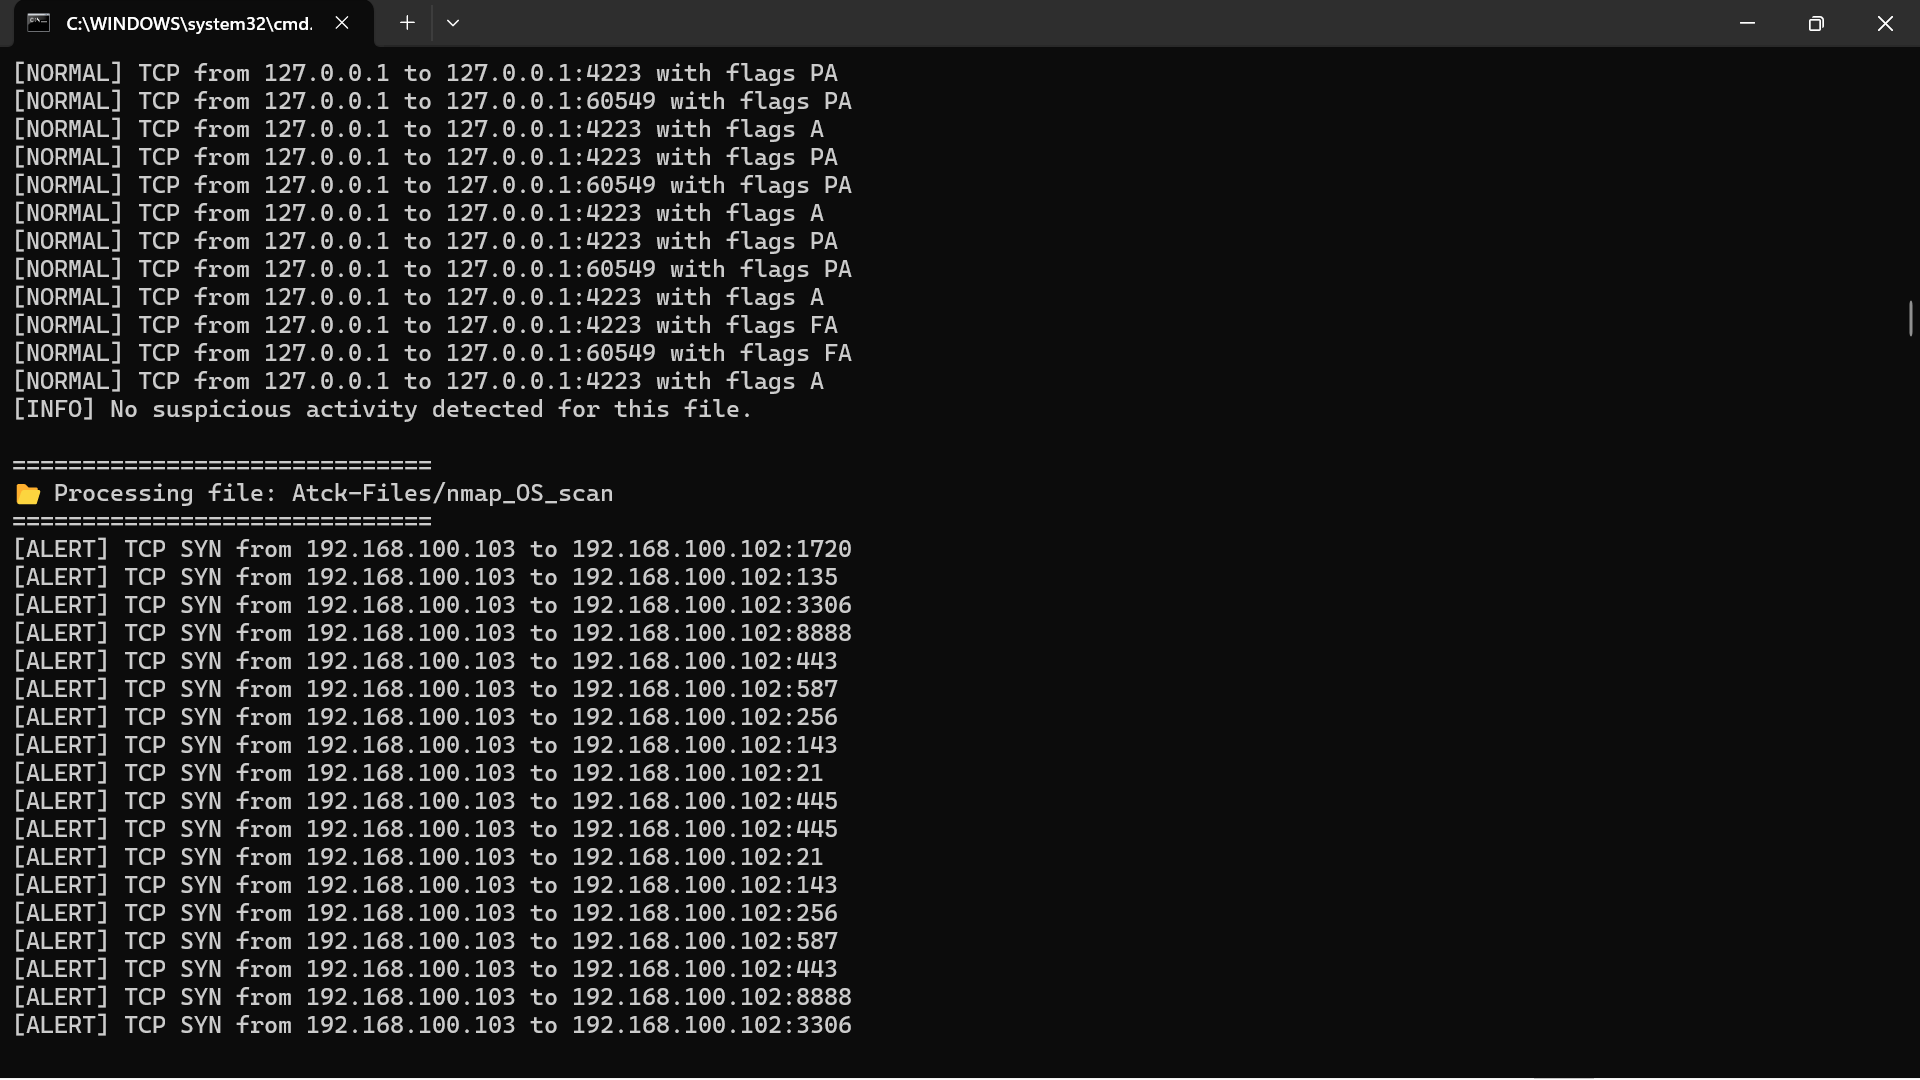 C:\WINDOWS\system32\cmd.
[NORMAL] TCP from 127.0.0.1 to 127.0.0.1:4223 with flags PA
[NORMAL] TCP from 127.0.0.1 to 127.0.0.1:60549 with flags PA
[NORMAL] TCP from 127.0.0.1 to 127.0.0.1:4223 with flags A
[NORMAL] TCP from 127.0.0.1 to 127.0.0.1:4223 with flags PA
[NORMAL] TCP from 127.0.0.1 to 127.0.0.1:60549 with flags PA
[NORMAL] TCP from 127.0.0.1 to 127.0.0.1:4223 with flags A
[NORMAL] TCP from 127.0.0.1 to 127.0.0.1:4223 with flags PA
[NORMAL] TCP from 127.0.0.1 to 127.0.0.1:60549 with flags PA
[NORMAL] TCP from 127.0.0.1 to 127.0.0.1:4223 with flags A
[NORMAL] TCP from 127.0.0.1 to 127.0.0.1:4223 with flags FA
[NORMAL] TCP from 127.0.0.1 to 127.0.0.1:60549 with flags FA
[NORMAL] TCP from 127.0.0.1 to 127.0.0.1:4223 with flags A
[INFO] No suspicious activity detected for this file.
==============================
📂 Processing file: Atck-Files/nmap_OS_scan
==============================
[ALERT] TCP SYN from 192.168.100.103 to 192.168.100.102:1720
[ALERT] TCP SYN from 192.168.100.103 to 192.168.100.102:135
[ALERT] TCP SYN from 192.168.100.103 to 192.168.100.102:3306
[ALERT] TCP SYN from 192.168.100.103 to 192.168.100.102:8888
[ALERT] TCP SYN from 192.168.100.103 to 192.168.100.102:443
[ALERT] TCP SYN from 192.168.100.103 to 192.168.100.102:587
[ALERT] TCP SYN from 192.168.100.103 to 192.168.100.102:256
[ALERT] TCP SYN from 192.168.100.103 to 192.168.100.102:143
[ALERT] TCP SYN from 192.168.100.103 to 192.168.100.102:21
[ALERT] TCP SYN from 192.168.100.103 to 192.168.100.102:445
[ALERT] TCP SYN from 192.168.100.103 to 192.168.100.102:445
[ALERT] TCP SYN from 192.168.100.103 to 192.168.100.102:21
[ALERT] TCP SYN from 192.168.100.103 to 192.168.100.102:143
[ALERT] TCP SYN from 192.168.100.103 to 192.168.100.102:256
[ALERT] TCP SYN from 192.168.100.103 to 192.168.100.102:587
[ALERT] TCP SYN from 192.168.100.103 to 192.168.100.102:443
[ALERT] TCP SYN from 192.168.100.103 to 192.168.100.102:8888
[ALERT] TCP SYN from 192.168.100.103 to 192.168.100.102:3306